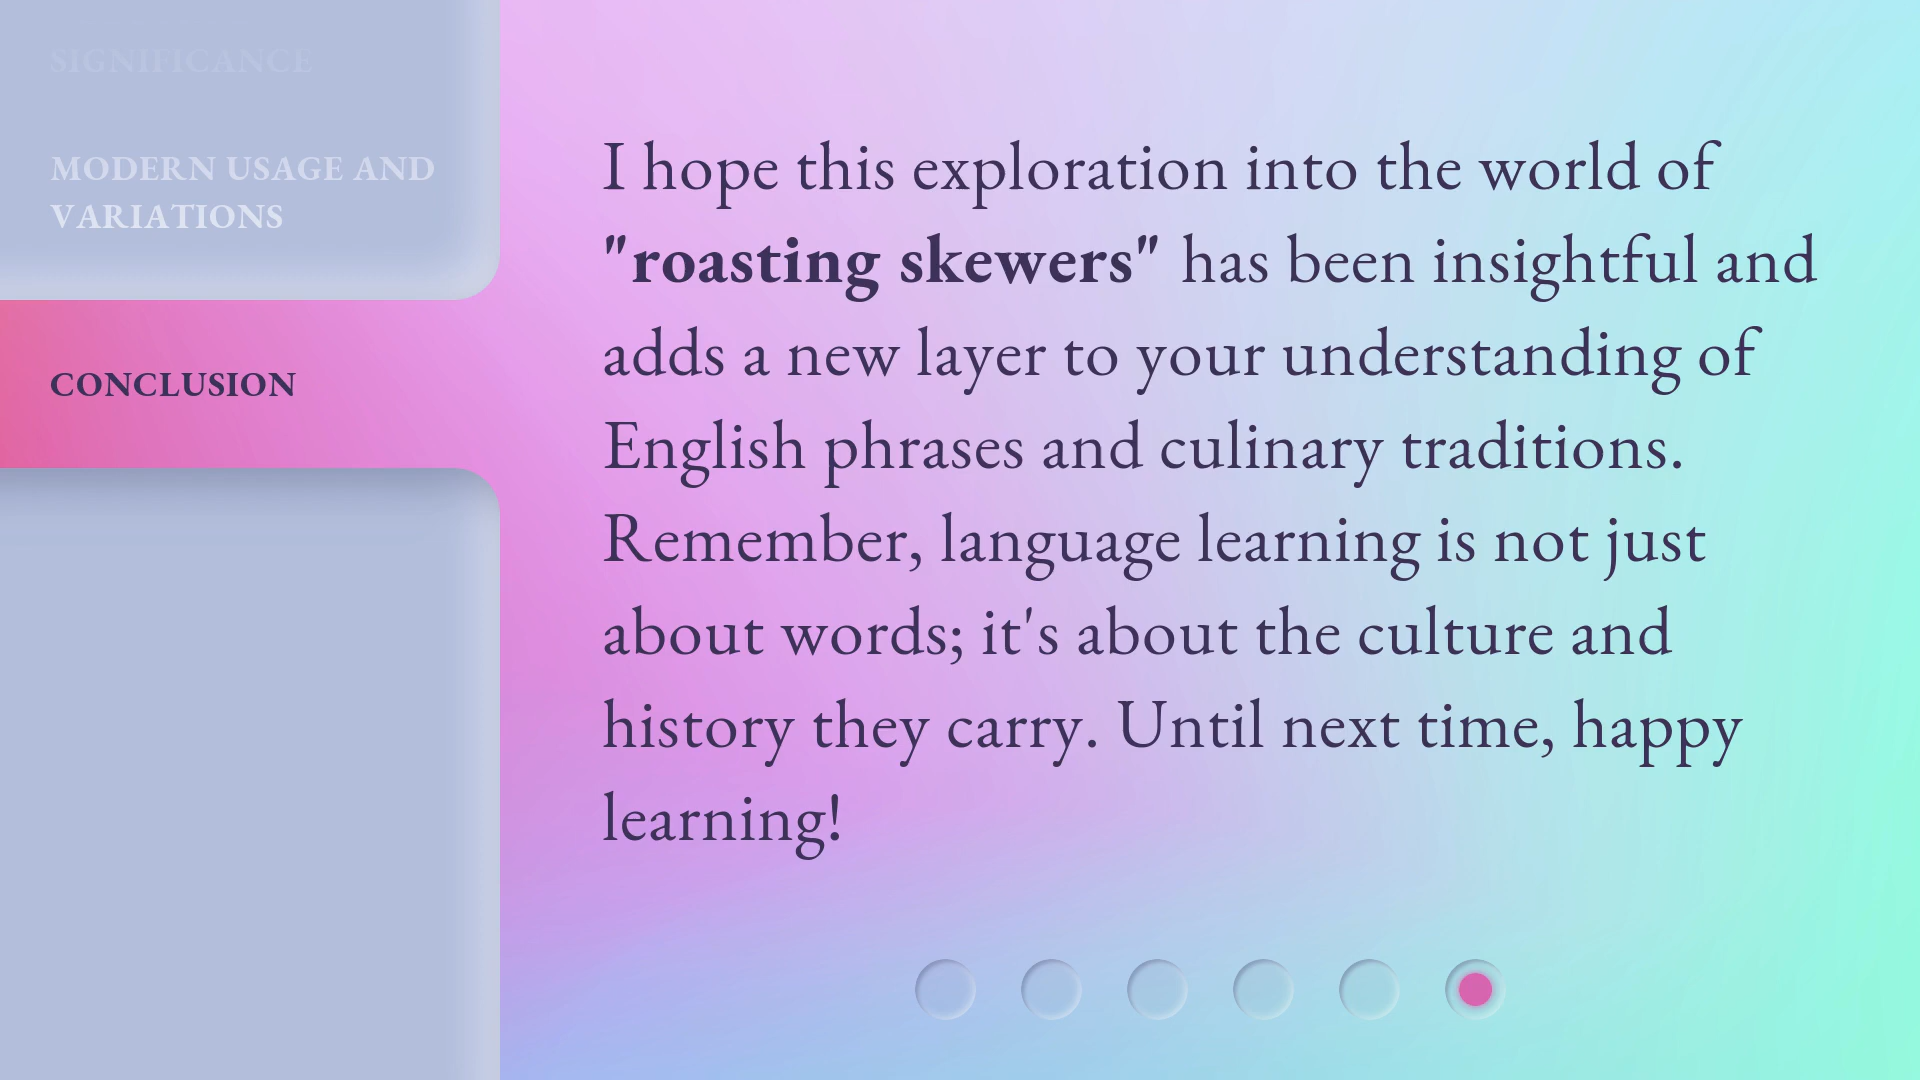 SIGNIFICANCE
MODERN USAGE AND
VARIATIONS
CONCLUSION
I hope this exploration into the world of
"roasting skewers" has been insightful and
adds a new layer to your understanding of
English phrases and culinary traditions.
Remember, language learning is not just
about words; it's about the culture and
history they carry. Until next time, happy
learning!